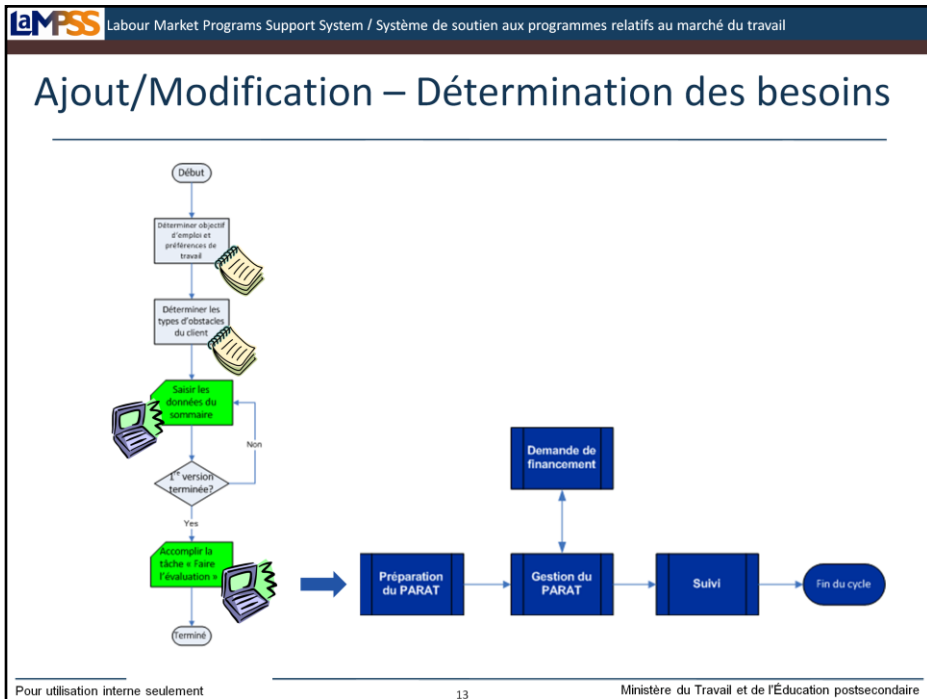 LaMPSS Labour Market Programs Support System / Système de soutien aux programmes relatifs au marché du travail
Ajout/Modification – Détermination des besoins
Début
Déterminer objectif
d'emploi et
préférences de
travail
Déterminer les
types d'obstacles
du client
Saisir les
données du
sommaire
Non
1re version
terminée?
Yes
Accomplir la
tâche « Faire
l'évaluation »
Terminé
Demande de
financement
Préparation
du PARAT
Gestion du
PARAT
Suivi
Fin du cycle
Pour utilisation interne seulement
13
Ministère du Travail et de l'Éducation postsecondaire